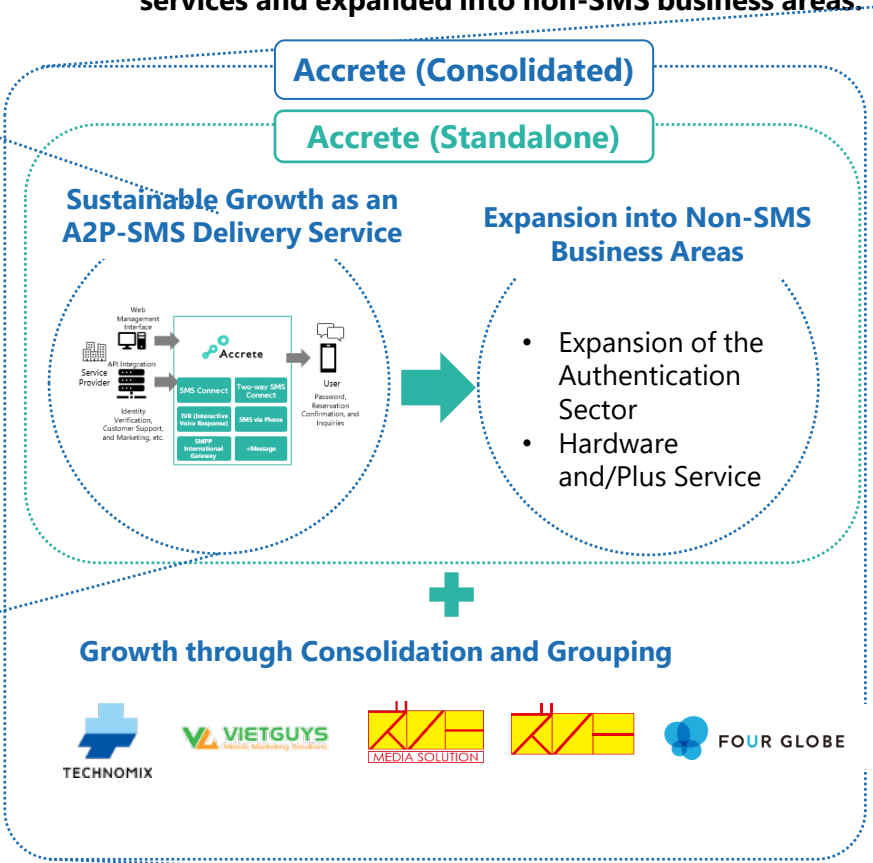 services and expanded into non-SMS business areas.
Accrete (Consolidated)
Accrete (Standalone)
Sustainable Growth as an
A2P-SMS Delivery Service
Web
Management
Interface
Service
Provider
API Integration
Identity
Verification,
Customer Support,
and Marketing, etc.
Accrete
SMS Connect
Two-way SMS
Connect
IVR (Interactive
Voice Response)
SMS via Phone
SMPP
International
Gateway
+Message
User
Password,
Reservation
Confirmation, and
Inquiries
Expansion into Non-SMS
Business Areas
• Expansion of the
Authentication
Sector
• Hardware
and/Plus Service
Growth through Consolidation and Grouping
TECHNOMIX
VIETGUYS
Mobile Marketing Solutions
MEDIA SOLUTION
FOUR GLOBE